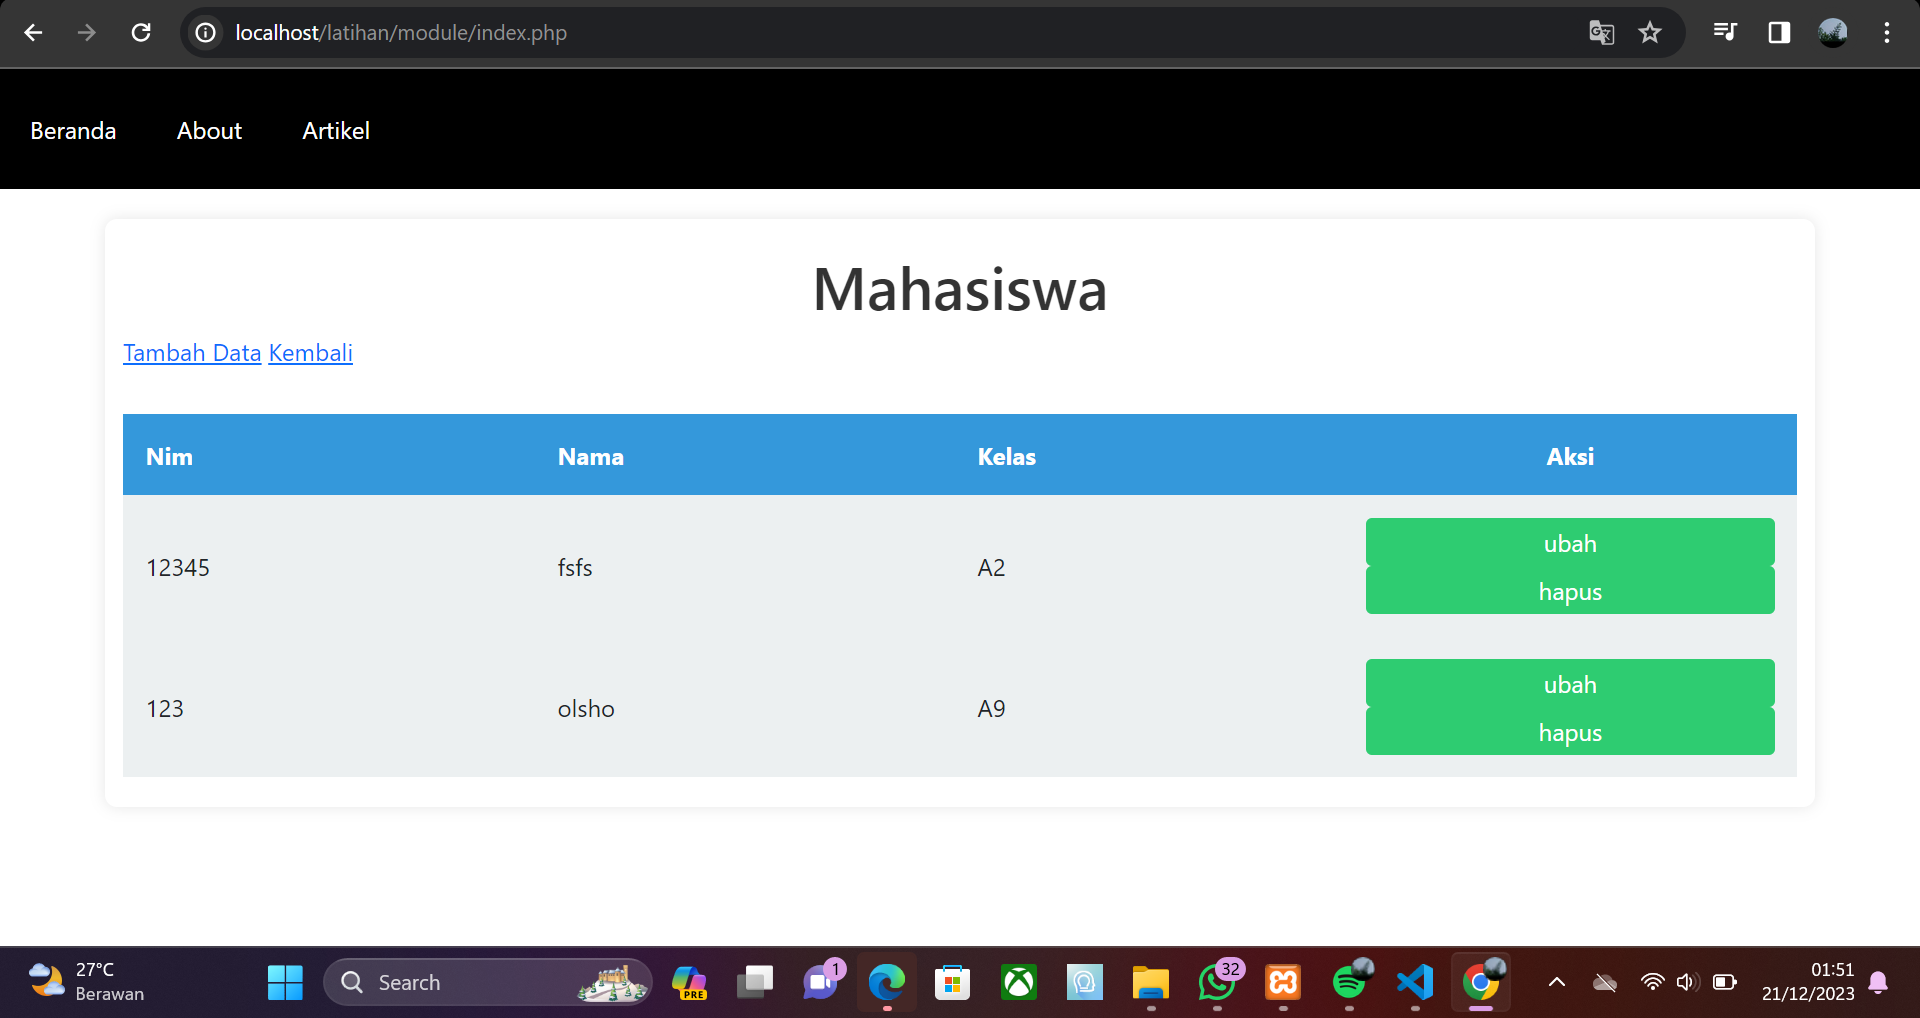 localhost/latihan/module/index.php
Beranda About Artikel
Mahasiswa
Tambah Data Kembali
Nim Nama Kelas Aksi
12345 fsfs A2 ubah
hapus
123 olsho A9 ubah
hapus
27°C
Berawan
Search
PRE
1
32
01:51
21/12/2023